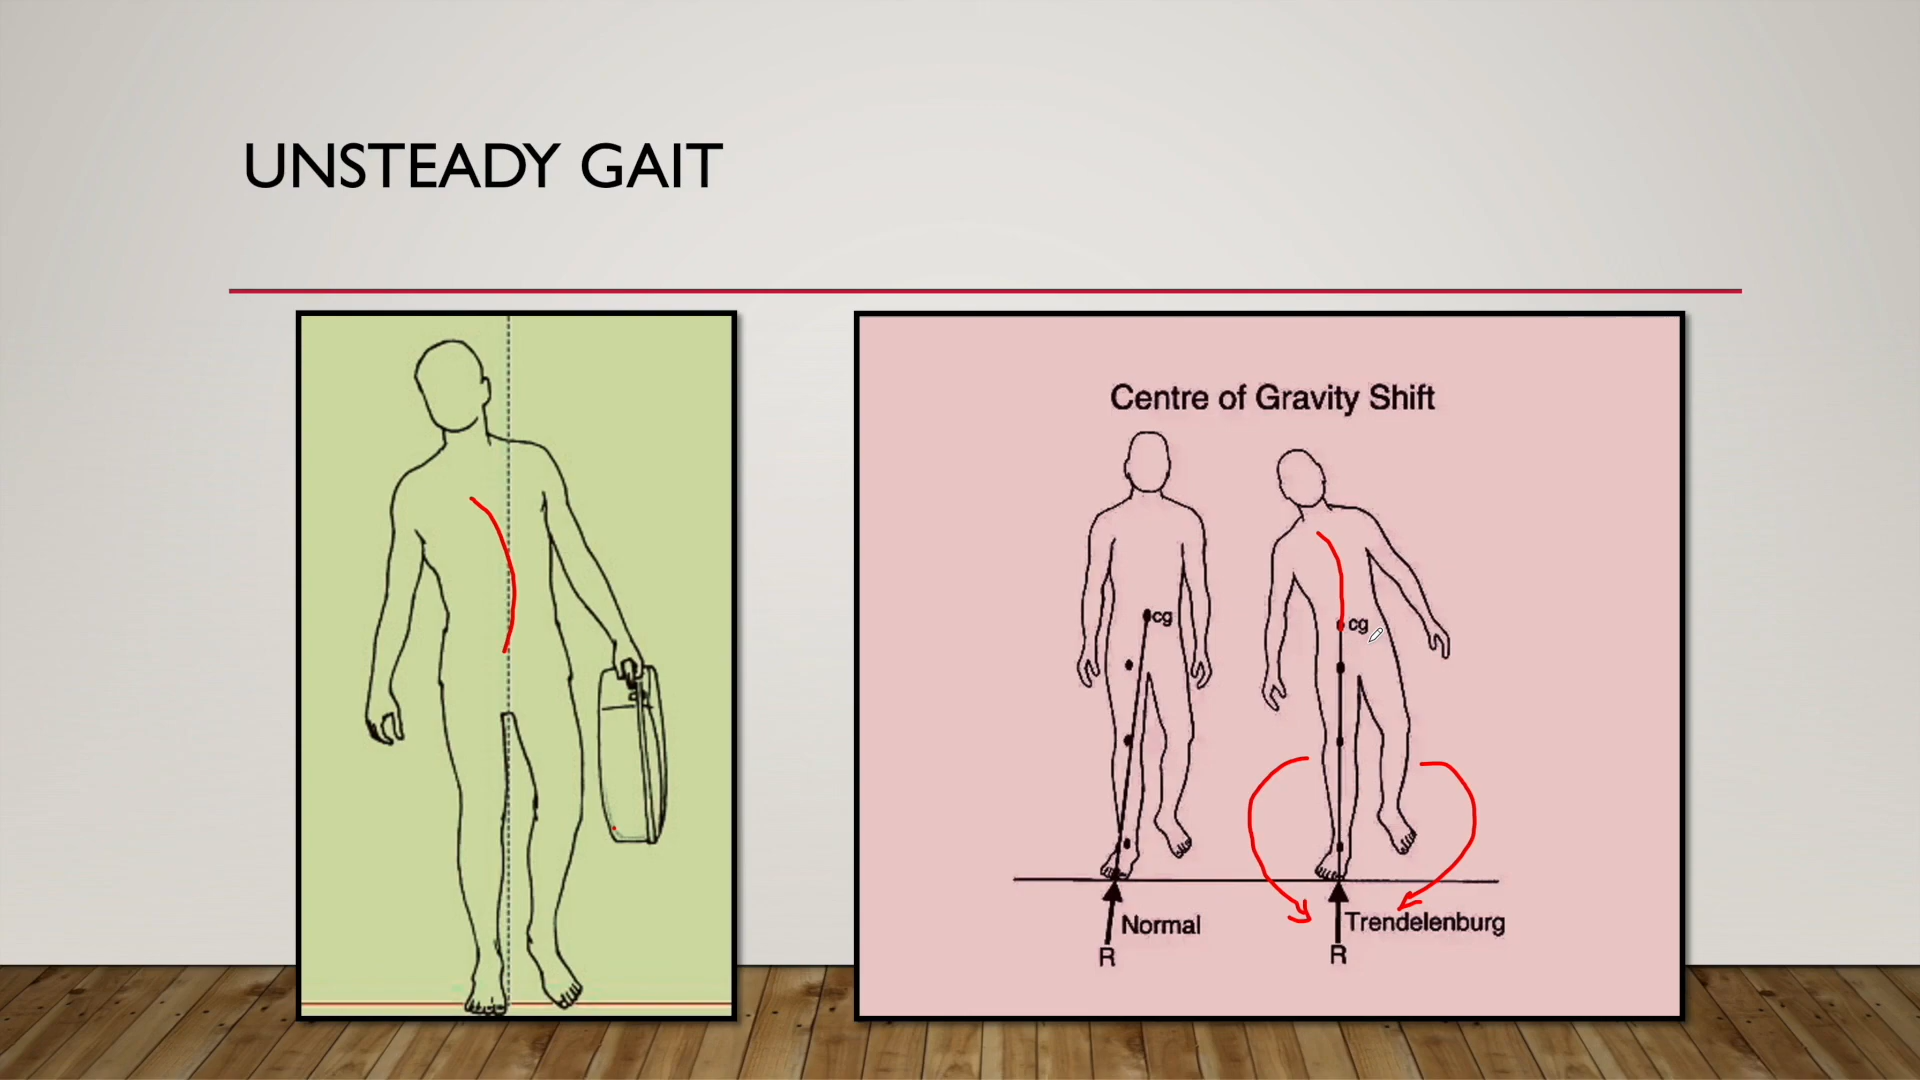 UNSTEADY GAIT
Centre of Gravity Shift
cg
cg
Normal
Trendelenburg
R
R